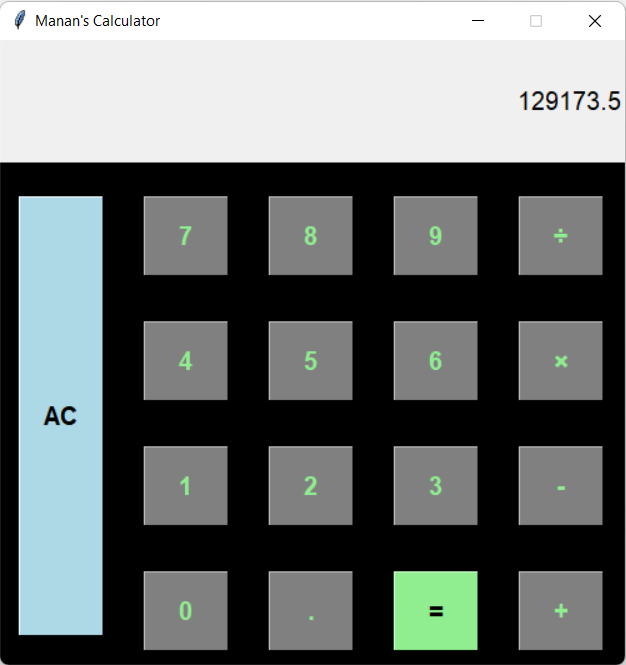 Manan's Calculator
129173.5
7 8 9 ÷
4 5 6 ×
AC
1 2 3 -
0 . = +